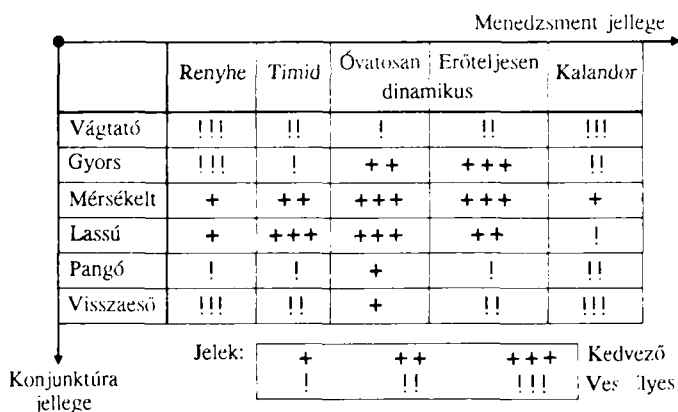 Menedzsment jellege
Renyhe Timid Óvatosan Erőteljesen Kalandor
dinamikus
Vágtató !!! !! ! !! !!!
Gyors !!! ! ++ +++ !!
Mérsékelt + ++ +++ +++ +
Lassú + +++ +++ ++ !
Pangó ! ! + ! !!
Visszaeső !!! !! + !! !!!
Jelek: + ++ +++ Kedvező
! !! !!!
Konjunktúra
jellege